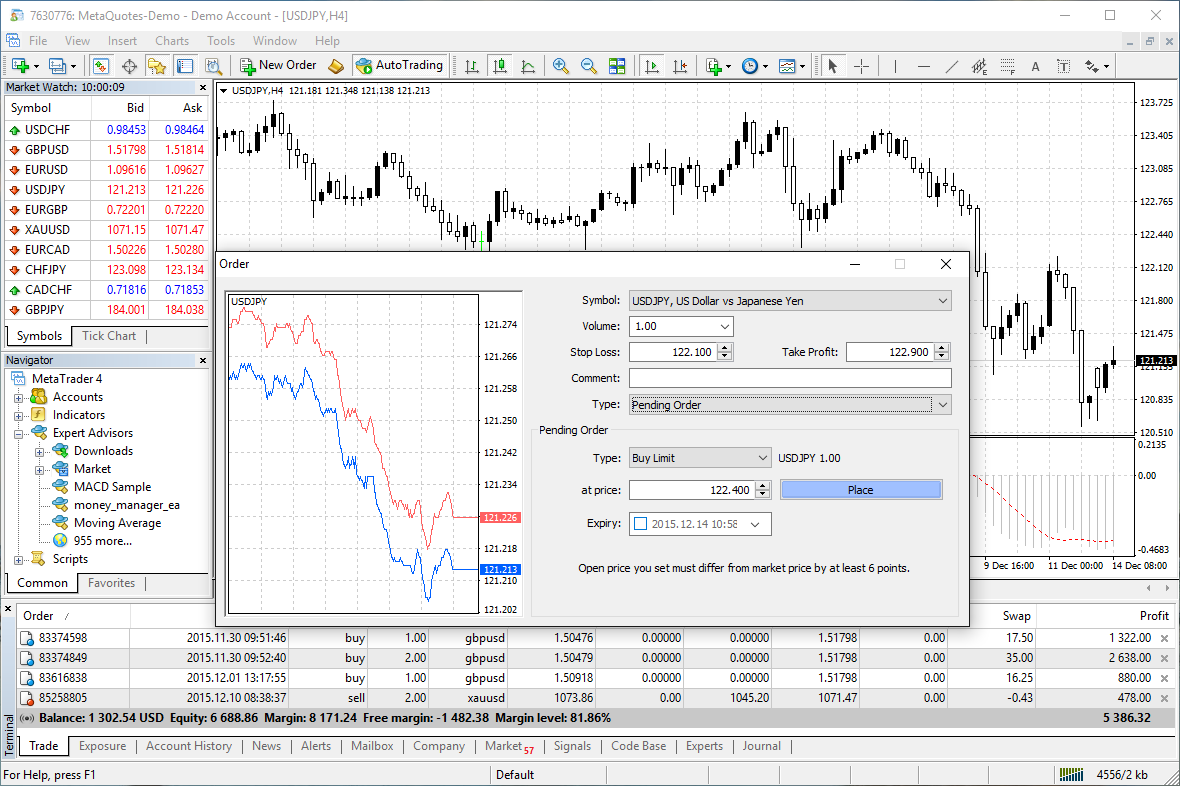 7630776: MetaQuotes-Demo - Demo Account - [USDJPY,H4]
File View Insert Charts Tools Window Help
New Order AutoTrading
A T
Market Watch: 10:00:09
Symbol Bid Ask
USDCHF 0.98453 0.98464
GBPUSD 1.51798 1.51814
EURUSD 1.09616 1.09627
USDJPY 121.213 121.226
EURGBP 0.72201 0.72220
XAUUSD 1071.15 1071.47
EURCAD 1.50226 1.50280
CHFJPY 123.098 123.134
CADCHF 0.71816 0.71853
GBPJPY 184.001 184.038
Symbols Tick Chart
Navigator
MetaTrader 4
Accounts
Indicators
Expert Advisors
Downloads
Market
MACD Sample
money_manager_ea
Moving Average
955 more...
Scripts
Common Favorites
USDJPY,H4 121.181 121.348 121.138 121.213
123.725
123.405
123.085
122.765
122.440
122.120
121.800
121.475
121.213
121.155
120.835
120.510
0.2135
0.00
-0.4683
9 Dec 16:00 11 Dec 00:00 14 Dec 08:00
Order
USDJPY
121.274
121.266
121.258
121.250
121.242
121.234
121.226
121.218
121.213
121.210
121.202
Symbol: USDJPY, US Dollar vs Japanese Yen
Volume: 1.00
Stop Loss: 122.100 Take Profit: 122.900
Comment:
Type: Pending Order
Pending Order
Type: Buy Limit USDJPY 1.00
at price: 122.400 Place
Expiry: 2015.12.14 10:58
Open price you set must differ from market price by at least 6 points.
Order / Swap Profit
83374598 2015.11.30 09:51:46 buy 1.00 gbpusd 1.50476 0.00000 0.00000 1.51798 0.00 17.50 1 322.00
83374849 2015.11.30 09:52:40 buy 2.00 gbpusd 1.50479 0.00000 0.00000 1.51798 0.00 35.00 2 638.00
83616838 2015.12.01 13:17:55 buy 1.00 gbpusd 1.50918 0.00000 0.00000 1.51798 0.00 16.25 880.00
85258805 2015.12.10 08:38:37 sell 2.00 xauusd 1073.86 0.00 1045.20 1071.47 0.00 -0.43 478.00
Balance: 1 302.54 USD Equity: 6 688.86 Margin: 8 171.24 Free margin: -1 482.38 Margin level: 81.86% 5 386.32
Terminal
Trade Exposure Account History News Alerts Mailbox Company Market 57 Signals Code Base Experts Journal
For Help, press F1 Default 4556/2 kb